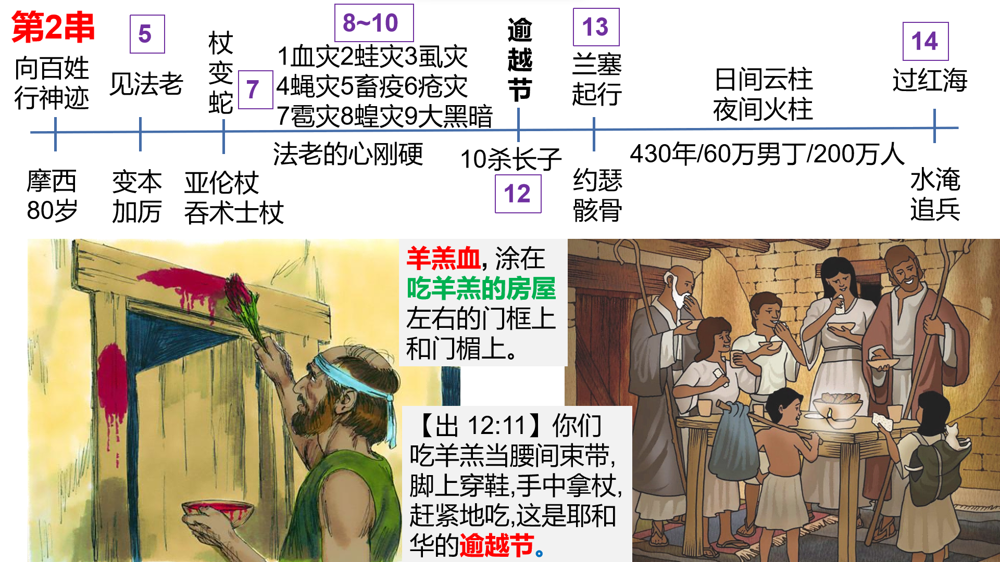 第2串
向百姓
行神迹
5
见法老
杖
变
蛇
7
8~10
1血灾2蛙灾3虱灾
4蝇灾5畜疫6疮灾
7雹灾8蝗灾9大黑暗
逾
越
节
13
兰塞
起行
日间云柱
夜间火柱
14
过红海
摩西
80岁
变本
加厉
亚伦杖
吞术士杖
法老的心刚硬
10杀长子
12
约瑟
骸骨
430年/60万男丁/200万人
水淹
追兵
羊羔血, 涂在
吃羊羔的房屋
左右的门框上
和门楣上。
【出 12:11】你们
吃羊羔当腰间束带,
脚上穿鞋,手中拿杖,
赶紧地吃,这是耶和
华的逾越节。